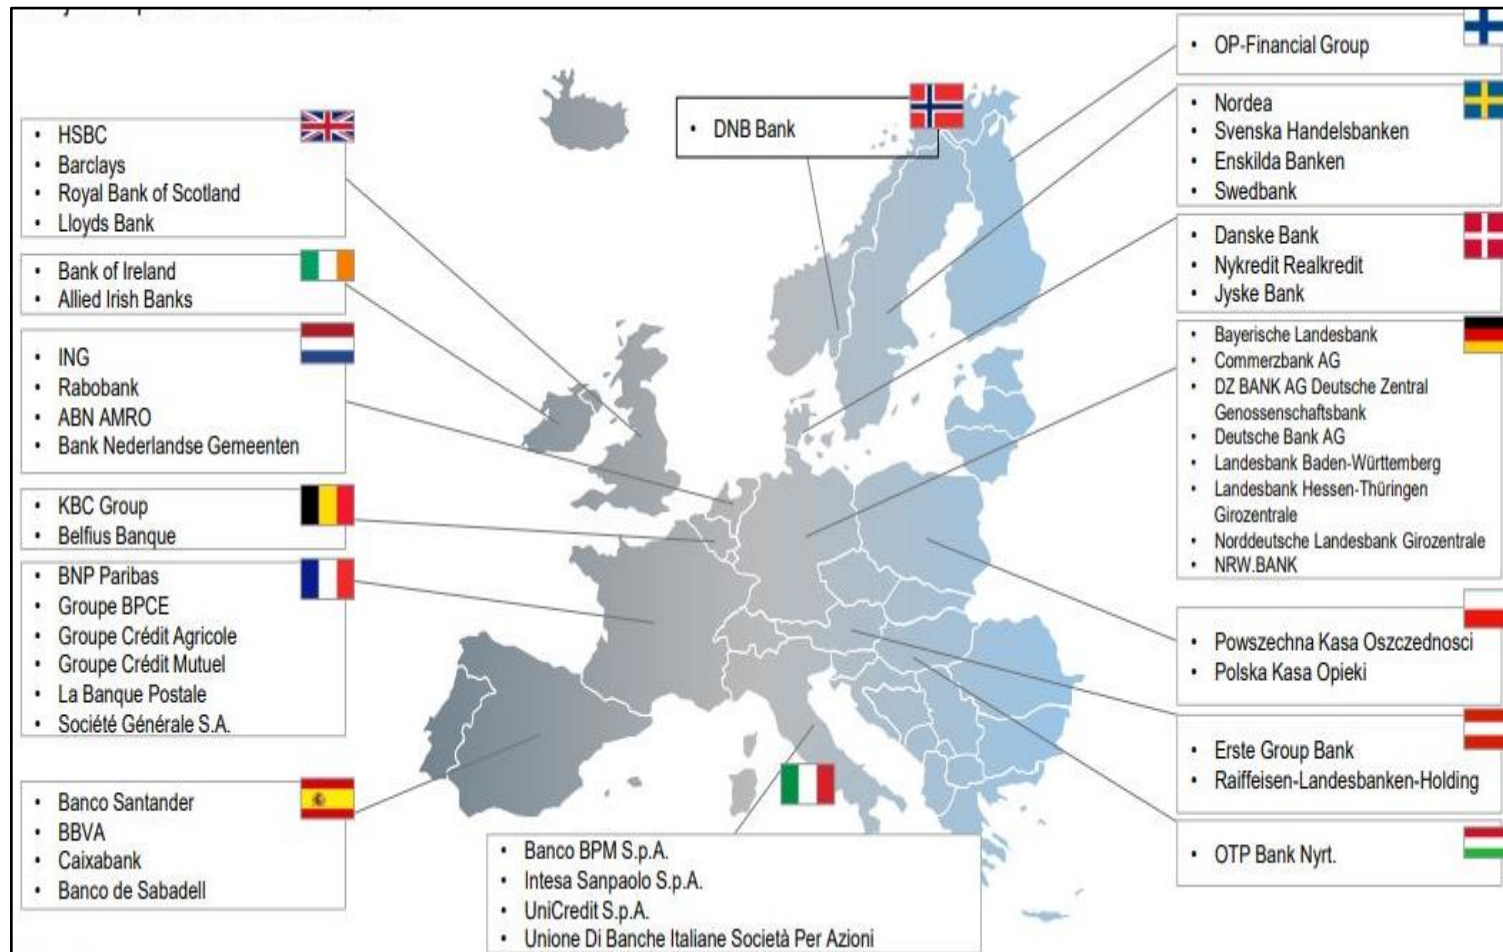 • HSBC
• Barclays
• Royal Bank of Scotland
• Lloyds Bank
• Bank of Ireland
• Allied Irish Banks
• ING
• Rabobank
• ABN AMRO
• Bank Nederlandse Gemeenten
• KBC Group
• Belfius Banque
• BNP Paribas
• Groupe BPCE
• Groupe Crédit Agricole
• Groupe Crédit Mutuel
• La Banque Postale
• Société Générale S.A.
• Banco Santander
• BBVA
• Caixabank
• Banco de Sabadell
• DNB Bank
• Banco BPM S.p.A.
• Intesa Sanpaolo S.p.A.
• UniCredit S.p.A.
• Unione Di Banche Italiane Società Per Azioni
• OP-Financial Group
• Nordea
• Svenska Handelsbanken
• Enskilda Banken
• Swedbank
• Danske Bank
• Nykredit Realkredit
• Jyske Bank
• Bayerische Landesbank
• Commerzbank AG
• DZ BANK AG Deutsche Zentral
Genossenschaftsbank
• Deutsche Bank AG
• Landesbank Baden-Württemberg
• Landesbank Hessen-Thüringen
Girozentrale
• Norddeutsche Landesbank Girozentrale
• NRW.BANK
• Powszechna Kasa Oszczednosci
• Polska Kasa Opieki
• Erste Group Bank
• Raiffeisen-Landesbanken-Holding
• OTP Bank Nyrt.